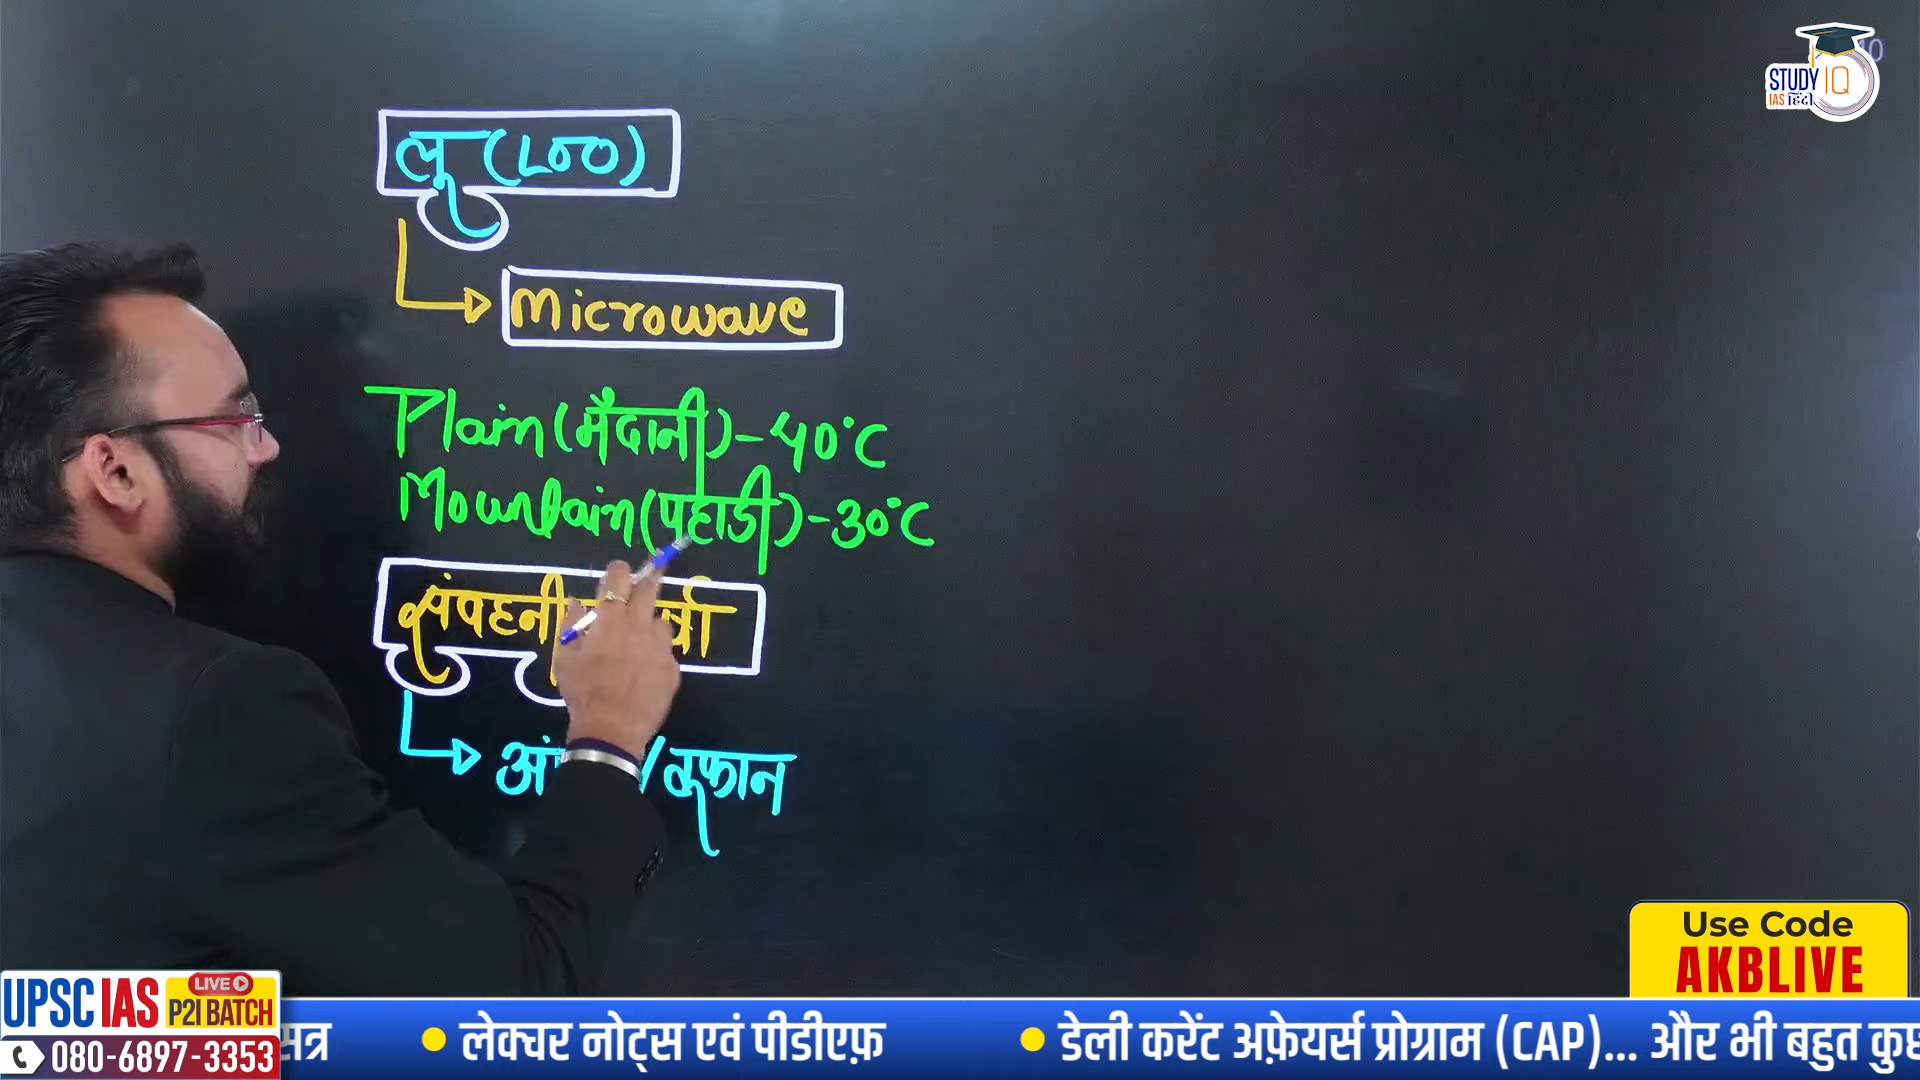 STUDY IQ
IAS हिंदी
लू (Loo)
Microwave
Plain (मैदानी) - 40°C
Mountain (पहाडी) - 30°C
तूफान
Use Code
AKBLIVE
UPSC IAS
LIVE
P2I BATCH
080-6897-3353
सत्र
लेक्चर नोट्स एवं पीडीएफ़
डेली करेंट अफ़ेयर्स प्रोग्राम (CAP)... और भी बहुत कुछ